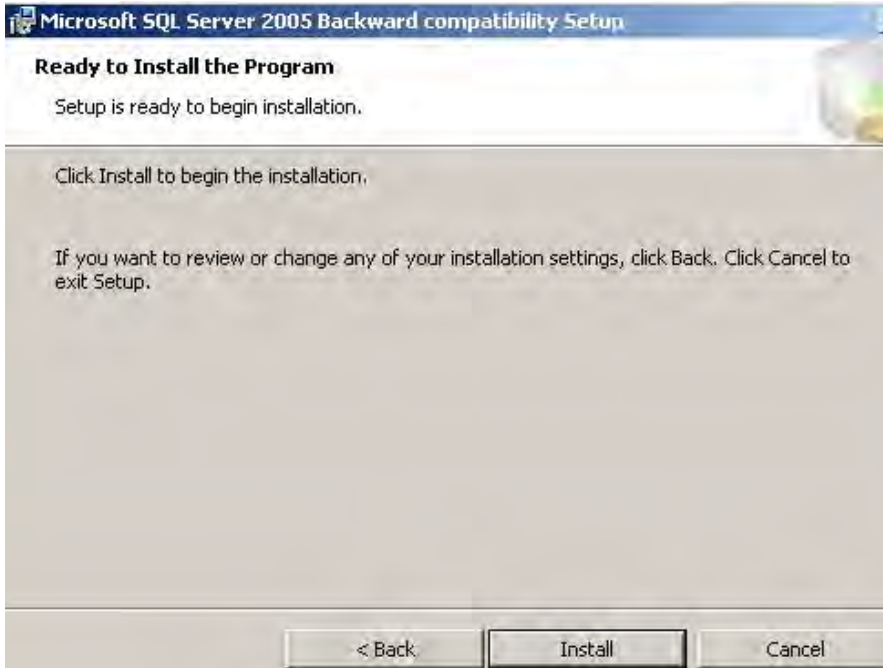 Microsoft SQL Server 2005 Backward compatibility Setup
Ready to Install the Program
Setup is ready to begin installation.
Click Install to begin the installation.
If you want to review or change any of your installation settings, click Back. Click Cancel to
exit Setup.
< Back
Install
Cancel